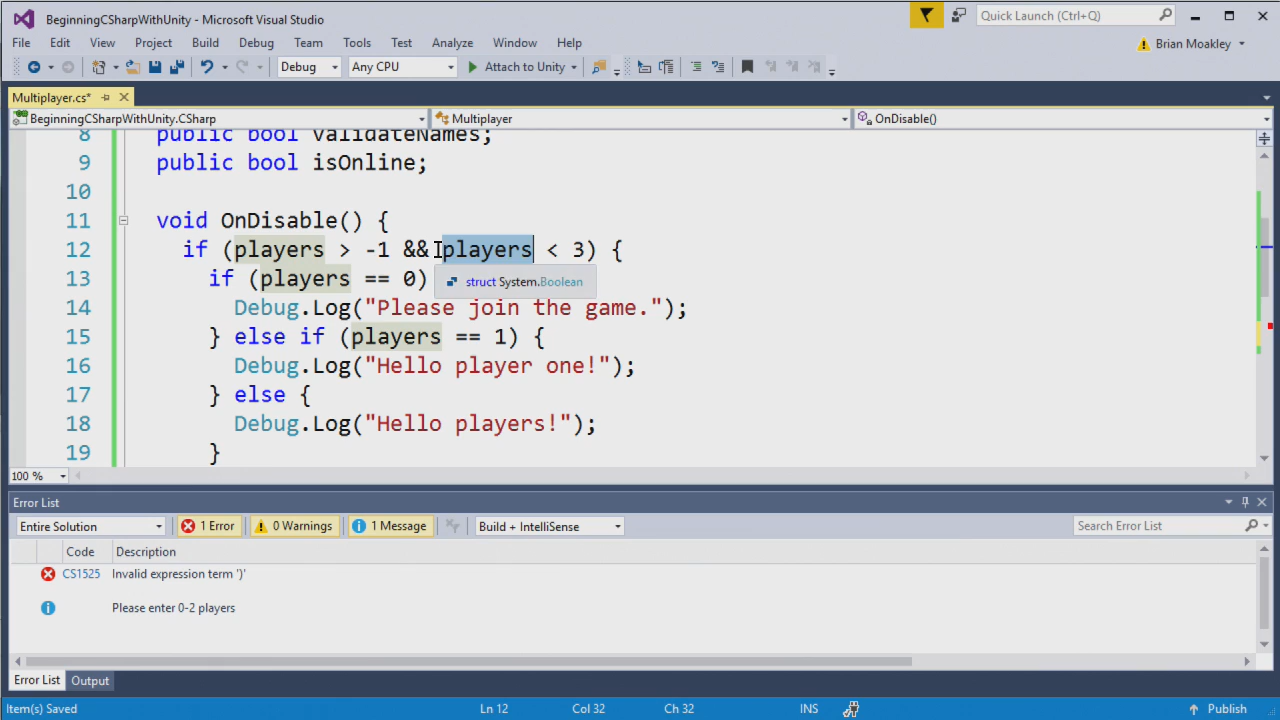 BeginningCSharpWithUnity - Microsoft Visual Studio
Quick Launch (Ctrl+Q)
File Edit View Project Build Debug Team Tools Test Analyze Window Help
Brian Moakley
Debug Any CPU Attach to Unity
Multiplayer.cs*
BeginningCSharpWithUnity.CSharp Multiplayer OnDisable()
8 public bool validateNames;
9 public bool isOnline;
10
11 void OnDisable() {
12 if (players > -1 && players < 3) {
13 if (players == 0)
struct System.Boolean
14 Debug.Log("Please join the game.");
15 } else if (players == 1) {
16 Debug.Log("Hello player one!");
17 } else {
18 Debug.Log("Hello players!");
19 }
100 %
Error List
Entire Solution 1 Error 0 Warnings 1 Message Build + IntelliSense Search Error List
Code Description
CS1525 Invalid expression term ')'
Please enter 0-2 players
Error List Output
Item(s) Saved Ln 12 Col 32 Ch 32 INS Publish